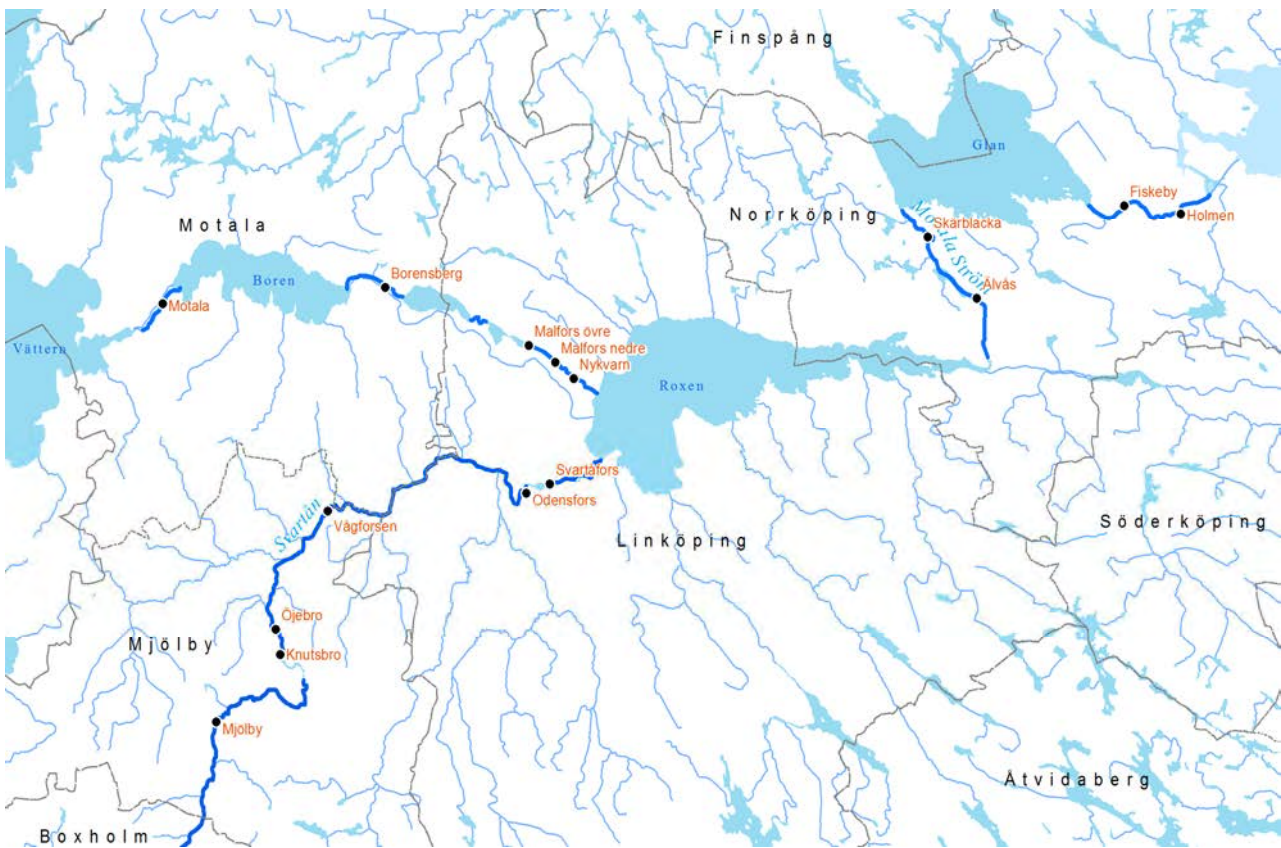 Finspång
Glan
Fiskeby
Holmen
Norrköping
Motala Ström
Skärblacka
Älvås
Motala
Boren
Borensberg
Motala
Vättern
Malfors övre
Malfors nedre
Nykvarn
Roxen
Svartåfors
Odensfors
Svartån
Vågforsen
Linköping
Söderköping
Öjebro
Mjölby
Knutsbro
Mjölby
Åtvidaberg
Boxholm